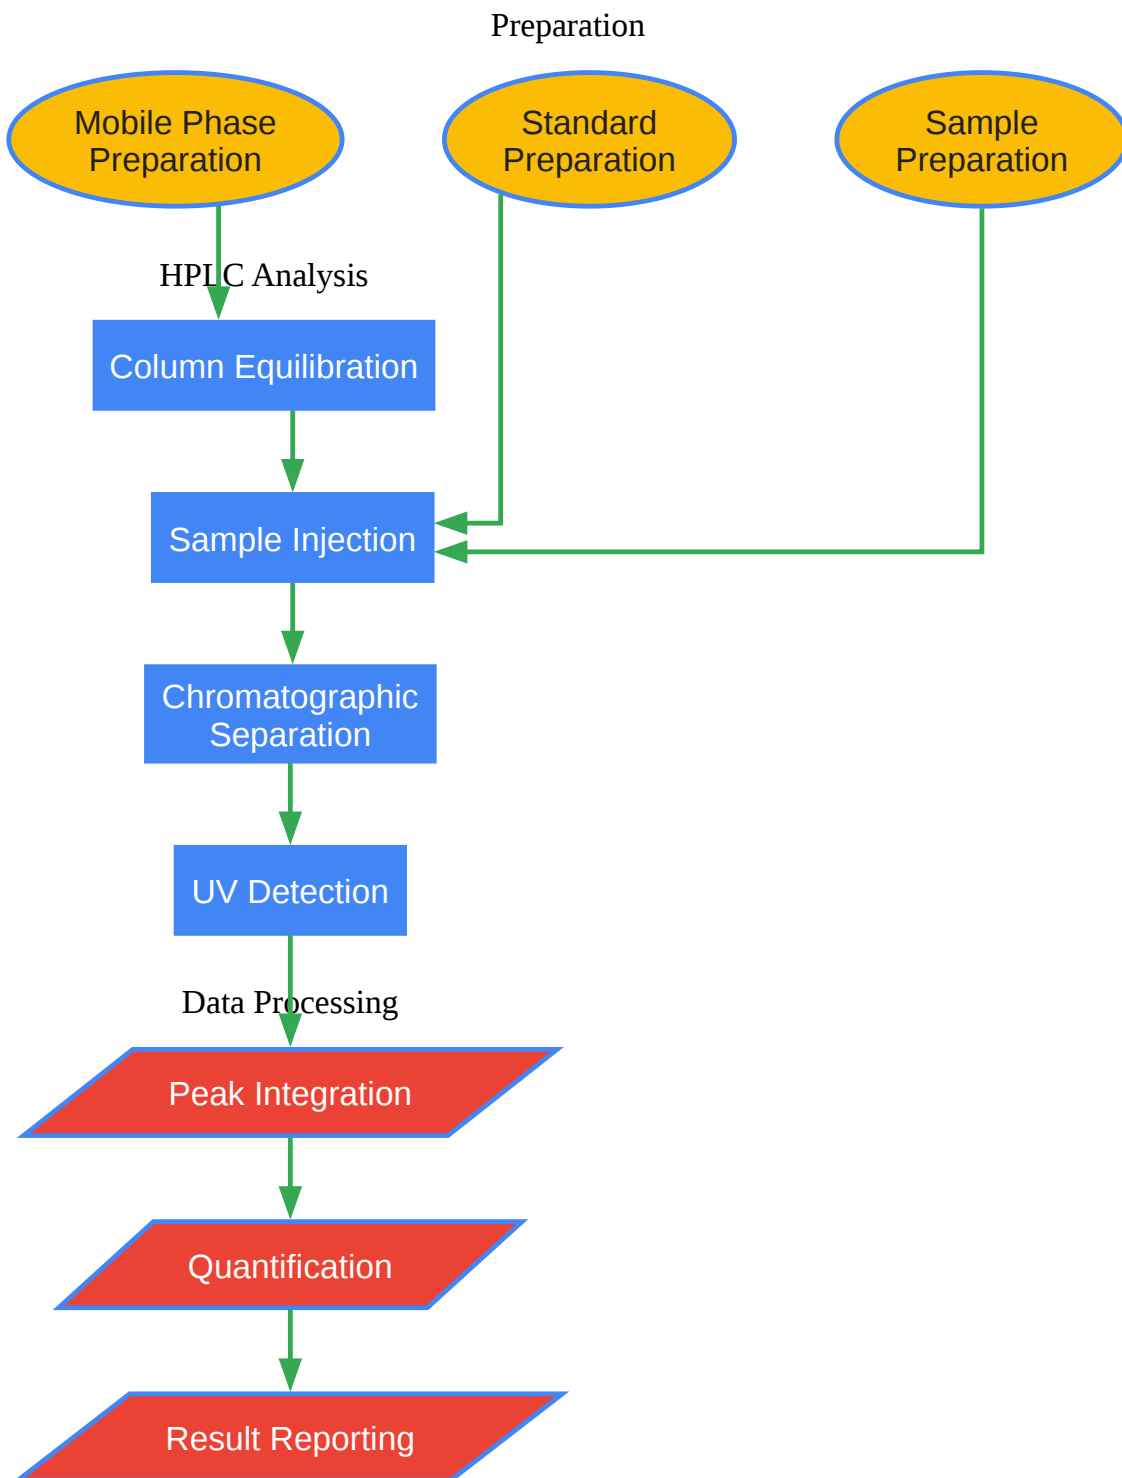 Preparation
Mobile Phase
Preparation
Standard
Preparation
Sample
Preparation
HPLC Analysis
Column Equilibration
Sample Injection
Chromatographic
Separation
UV Detection
Data Processing
Peak Integration
Quantification
Result Reporting